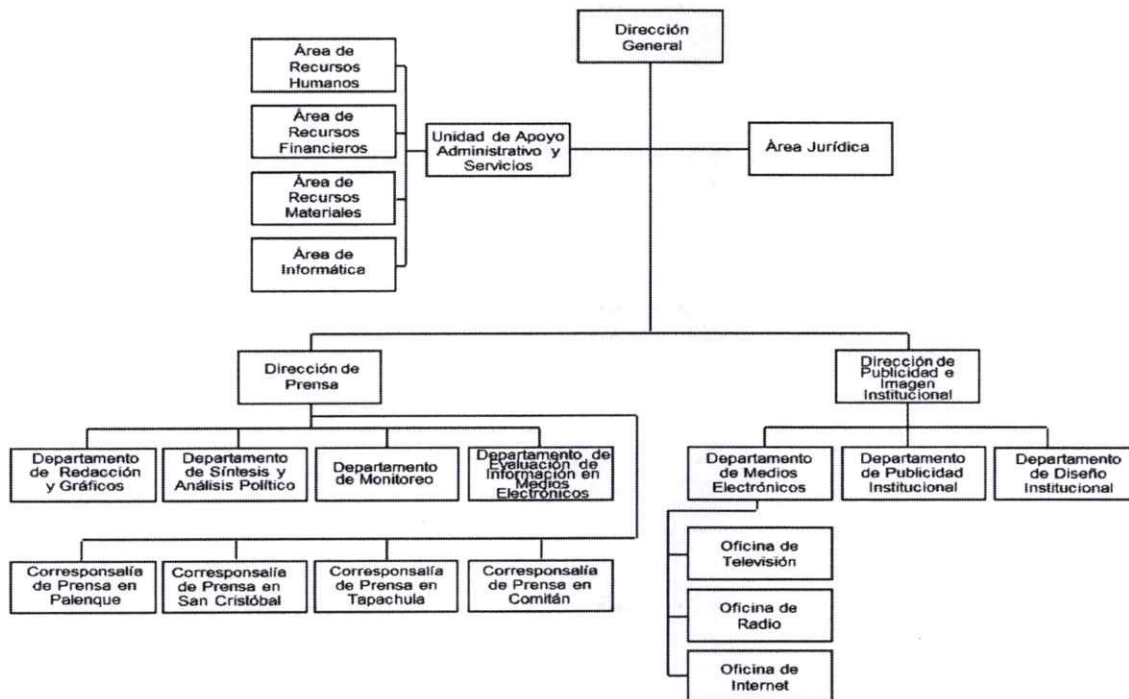 Dirección
General
Área de
Recursos
Humanos
Área de
Recursos
Financieros
Área de
Recursos
Materiales
Área de
Informática
Unidad de Apoyo
Administrativo y
Servicios
Área Jurídica
Dirección de
Prensa
Dirección de
Publicidad e
Imagen
Institucional
Departamento
de Redacción
y Gráficos
Departamento
de Síntesis y
Análisis Político
Departamento
de Monitoreo
Departamento de
Evaluación de
Información en
Medios
Electrónicos
Departamento
de Medios
Electrónicos
Departamento
de Publicidad
Institucional
Departamento
de Diseño
Institucional
Corresponsalía
de Prensa en
Palenque
Corresponsalía
de Prensa en
San Cristóbal
Corresponsalía
de Prensa en
Tapachula
Corresponsalía
de Prensa en
Comitán
Oficina de
Televisión
Oficina de
Radio
Oficina de
Internet